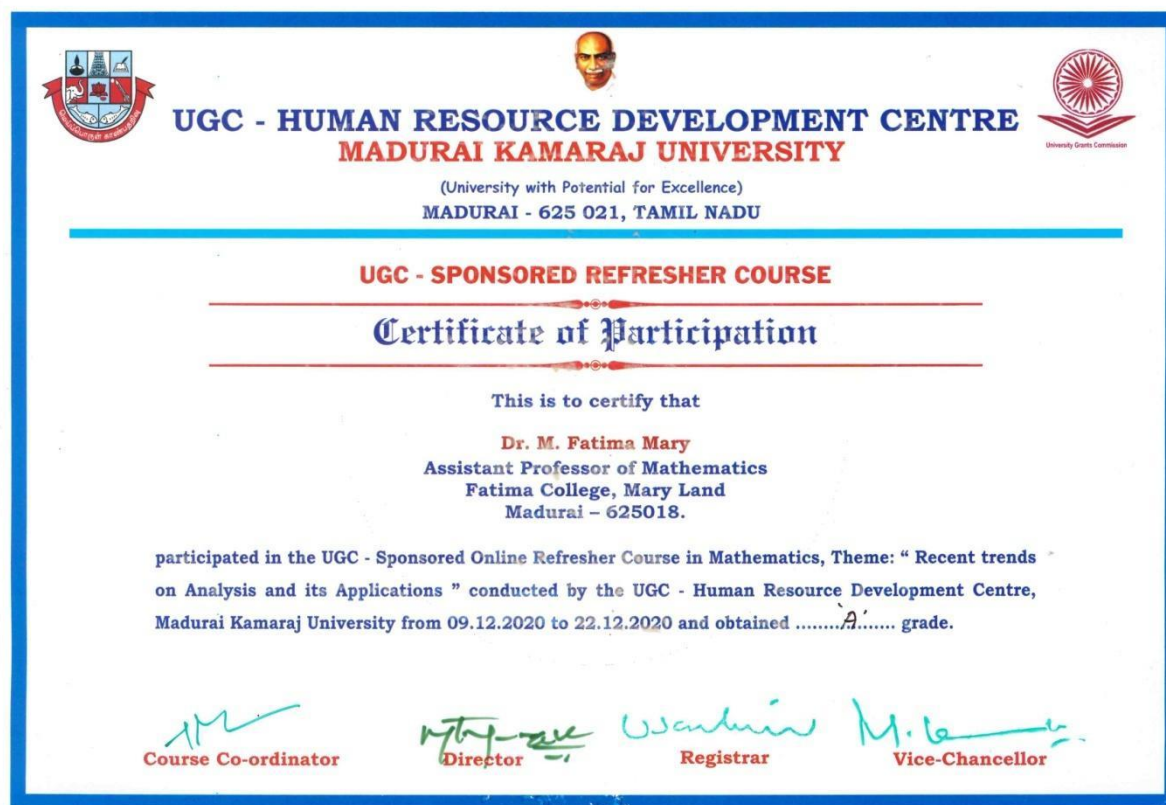 UGC - HUMAN RESOURCE DEVELOPMENT CENTRE
MADURAI KAMARAJ UNIVERSITY
University Grants Commission
(University with Potential for Excellence)
MADURAI - 625 021, TAMIL NADU
UGC - SPONSORED REFRESHER COURSE
Certificate of Participation
This is to certify that
Dr. M. Fatima Mary
Assistant Professor of Mathematics
Fatima College, Mary Land
Madurai – 625018.
participated in the UGC - Sponsored Online Refresher Course in Mathematics, Theme: “ Recent trends
on Analysis and its Applications ” conducted by the UGC - Human Resource Development Centre,
Madurai Kamaraj University from 09.12.2020 to 22.12.2020 and obtained ........'A'....... grade.
Course Co-ordinator
Director
Registrar
Vice-Chancellor